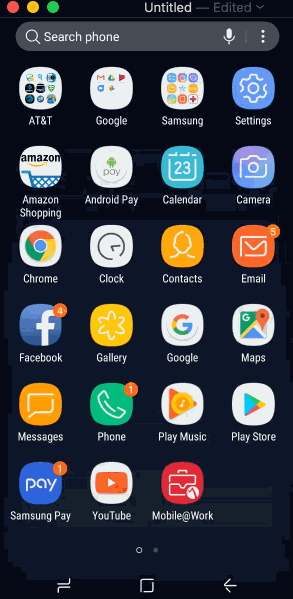 Untitled — Edited
Search phone
AT&T
Google
Samsung
Settings
amazon
pay
23
Amazon
Shopping
Android Pay
Calendar
Camera
5
Chrome
Clock
Contacts
Email
4
Facebook
Gallery
Google
Maps
1
Messages
Phone
Play Music
Play Store
1
pay
Samsung Pay
YouTube
Mobile@Work